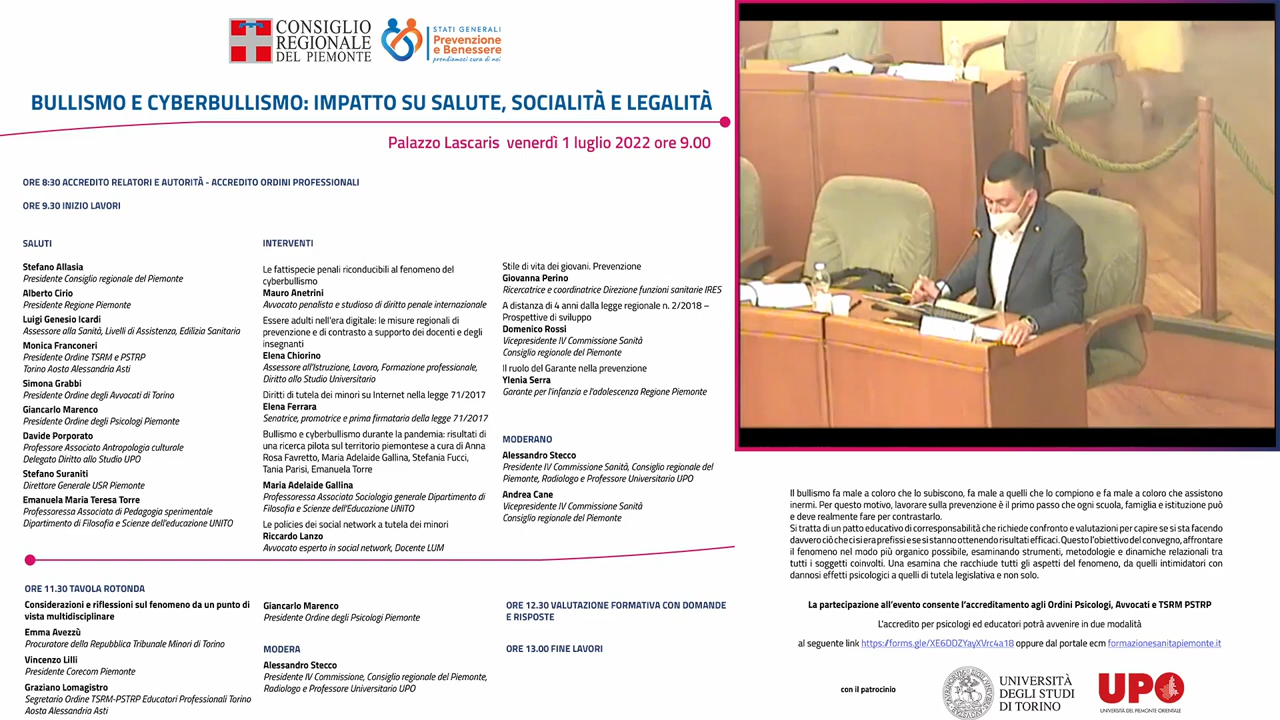 CONSIGLIO
REGIONALE
DEL PIEMONTE
STATI GENERALI
Prevenzione
e Benessere
prendiamoci cura di noi
BULLISMO E CYBERBULLISMO: IMPATTO SU SALUTE, SOCIALITÀ E LEGALITÀ
Palazzo Lascaris venerdì 1 luglio 2022 ore 9.00
ORE 8:30 ACCREDITO RELATORI E AUTORITÀ - ACCREDITO ORDINI PROFESSIONALI
ORE 9.30 INIZIO LAVORI
SALUTI
Stefano Allasia
Presidente Consiglio regionale del Piemonte
Alberto Cirio
Presidente Regione Piemonte
Luigi Genesio Icardi
Assessore alla Sanità, Livelli di Assistenza, Edilizia Sanitaria
Monica Franconeri
Presidente Ordine TSRM e PSTRP
Torino Aosta Alessandria Asti
Simona Grabbi
Presidente Ordine degli Avvocati di Torino
Giancarlo Marenco
Presidente Ordine degli Psicologi Piemonte
Davide Porporato
Professore Associato Antropologia culturale
Delegato Diritto allo Studio UPO
Stefano Suraniti
Direttore Generale USR Piemonte
Emanuela Maria Teresa Torre
Professoressa Associata di Pedagogia sperimentale
Dipartimento di Filosofia e Scienze dell'educazione UNITO
INTERVENTI
Le fattispecie penali riconducibili al fenomeno del
cyberbullismo
Mauro Anetrini
Avvocato penalista e studioso di diritto penale internazionale
Essere adulti nell'era digitale: le misure regionali di
prevenzione e di contrasto a supporto dei docenti e degli
insegnanti
Elena Chiorino
Assessore all'Istruzione, Lavoro, Formazione professionale,
Diritto allo Studio Universitario
Diritti di tutela dei minori su Internet nella legge 71/2017
Elena Ferrara
Senatrice, promotrice e prima firmataria della legge 71/2017
Bullismo e cyberbullismo durante la pandemia: risultati di
una ricerca pilota sul territorio piemontese a cura di Anna
Rosa Favretto, Maria Adelaide Gallina, Stefania Fucci,
Tania Parisi, Emanuela Torre
Maria Adelaide Gallina
Professoressa Associata Sociologia generale Dipartimento di
Filosofia e Scienze dell'Educazione UNITO
Le policies dei social network a tutela dei minori
Riccardo Lanzo
Avvocato esperto in social network, Docente LUM
Stile di vita dei giovani. Prevenzione
Giovanna Perino
Ricercatrice e coordinatrice Direzione funzioni sanitarie IRES
A distanza di 4 anni dalla legge regionale n. 2/2018 –
Prospettive di sviluppo
Domenico Rossi
Vicepresidente IV Commissione Sanità
Consiglio regionale del Piemonte
Il ruolo del Garante nella prevenzione
Ylenia Serra
Garante per l'infanzia e l'adolescenza Regione Piemonte
MODERANO
Alessandro Stecco
Presidente IV Commissione Sanità, Consiglio regionale del
Piemonte, Radiologo e Professore Universitario UPO
Andrea Cane
Vicepresidente IV Commissione Sanità
Consiglio regionale del Piemonte
ORE 11.30 TAVOLA ROTONDA
Considerazioni e riflessioni sul fenomeno da un punto di
vista multidisciplinare
Emma Avezzù
Procuratore della Repubblica Tribunale Minori di Torino
Vincenzo Lilli
Presidente Corecom Piemonte
Graziano Lomagistro
Segretario Ordine TSRM-PSTRP Educatori Professionali Torino
Aosta Alessandria Asti
Giancarlo Marenco
Presidente Ordine degli Psicologi Piemonte
MODERA
Alessandro Stecco
Presidente IV Commissione, Consiglio regionale del Piemonte,
Radiologo e Professore Universitario UPO
ORE 12.30 VALUTAZIONE FORMATIVA CON DOMANDE
E RISPOSTE
ORE 13.00 FINE LAVORI
Il bullismo fa male a coloro che lo subiscono, fa male a quelli che lo compiono e fa male a coloro che assistono
inermi. Per questo motivo, lavorare sulla prevenzione è il primo passo che ogni scuola, famiglia e istituzione può
e deve realmente fare per contrastarlo.
Si tratta di un patto educativo di corresponsabilità che richiede confronto e valutazioni per capire se si sta facendo
davvero ciò che ci si era prefissi e se si stanno ottenendo risultati efficaci. Questo l'obiettivo del convegno, affrontare
il fenomeno nel modo più organico possibile, esaminando strumenti, metodologie e dinamiche relazionali tra
tutti i soggetti coinvolti. Una esamina che racchiude tutti gli aspetti del fenomeno, da quelli intimidatori con
dannosi effetti psicologici a quelli di tutela legislativa e non solo.
La partecipazione all'evento consente l'accreditamento agli Ordini Psicologi, Avvocati e TSRM PSTRP
L'accredito per psicologi ed educatori potrà avvenire in due modalità
al seguente link https://forms.gle/XE6DDZYayXVrc4a18 oppure dal portale ecm formazionesanitapiemonte.it
con il patrocinio
UNIVERSITÀ
DEGLI STUDI
DI TORINO
UPO
UNIVERSITÀ DEL PIEMONTE ORIENTALE